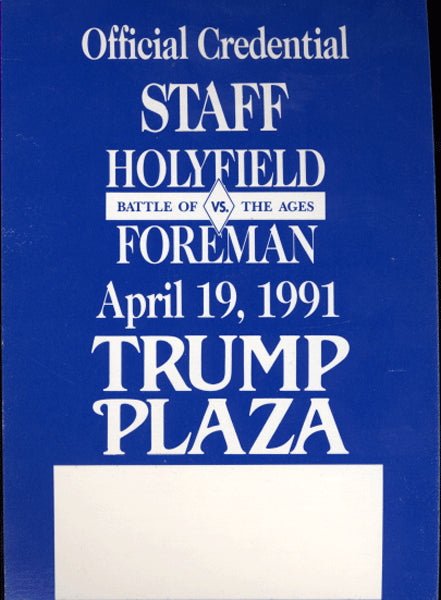 Official Credential
STAFF
HOLYFIELD
BATTLE OF VS. THE AGES
FOREMAN
April 19, 1991
TRUMP
PLAZA